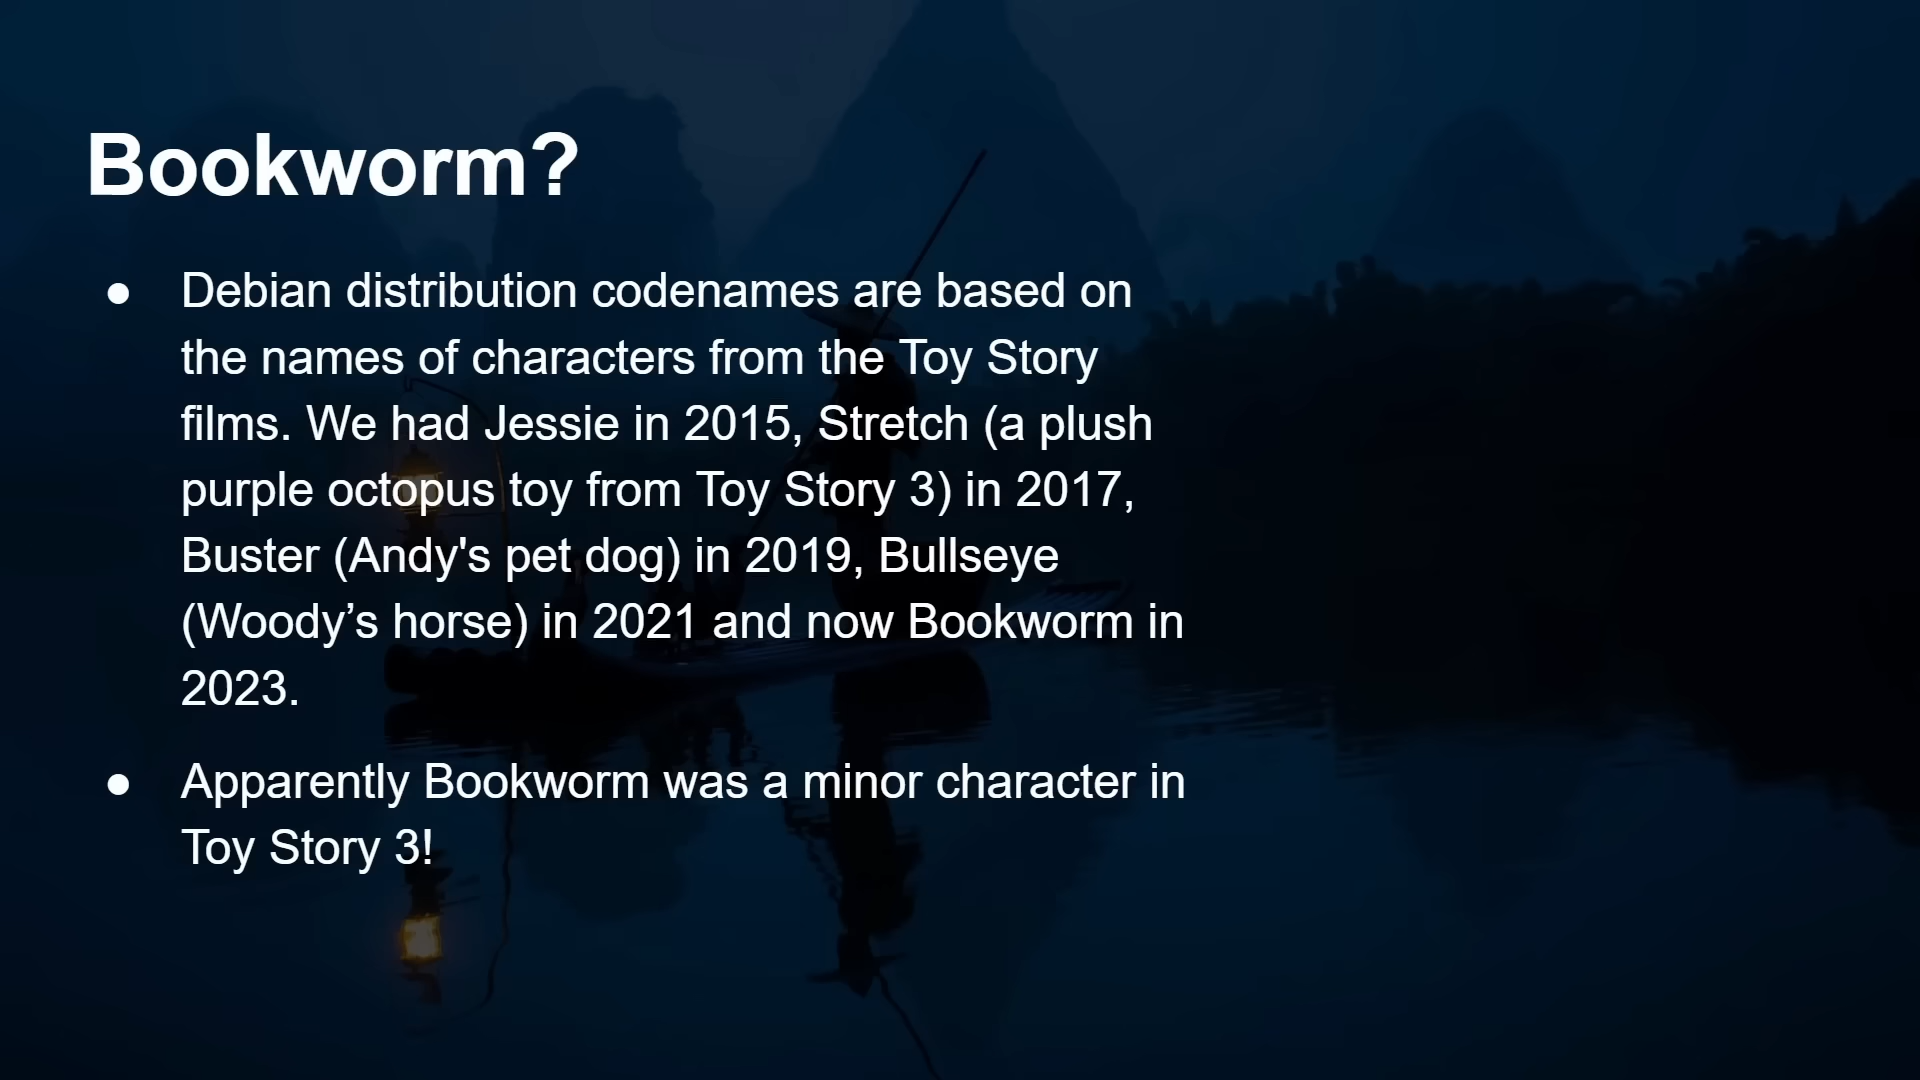 Bookworm?
● Debian distribution codenames are based on
the names of characters from the Toy Story
films. We had Jessie in 2015, Stretch (a plush
purple octopus toy from Toy Story 3) in 2017,
Buster (Andy's pet dog) in 2019, Bullseye
(Woody’s horse) in 2021 and now Bookworm in
2023.
● Apparently Bookworm was a minor character in
Toy Story 3!